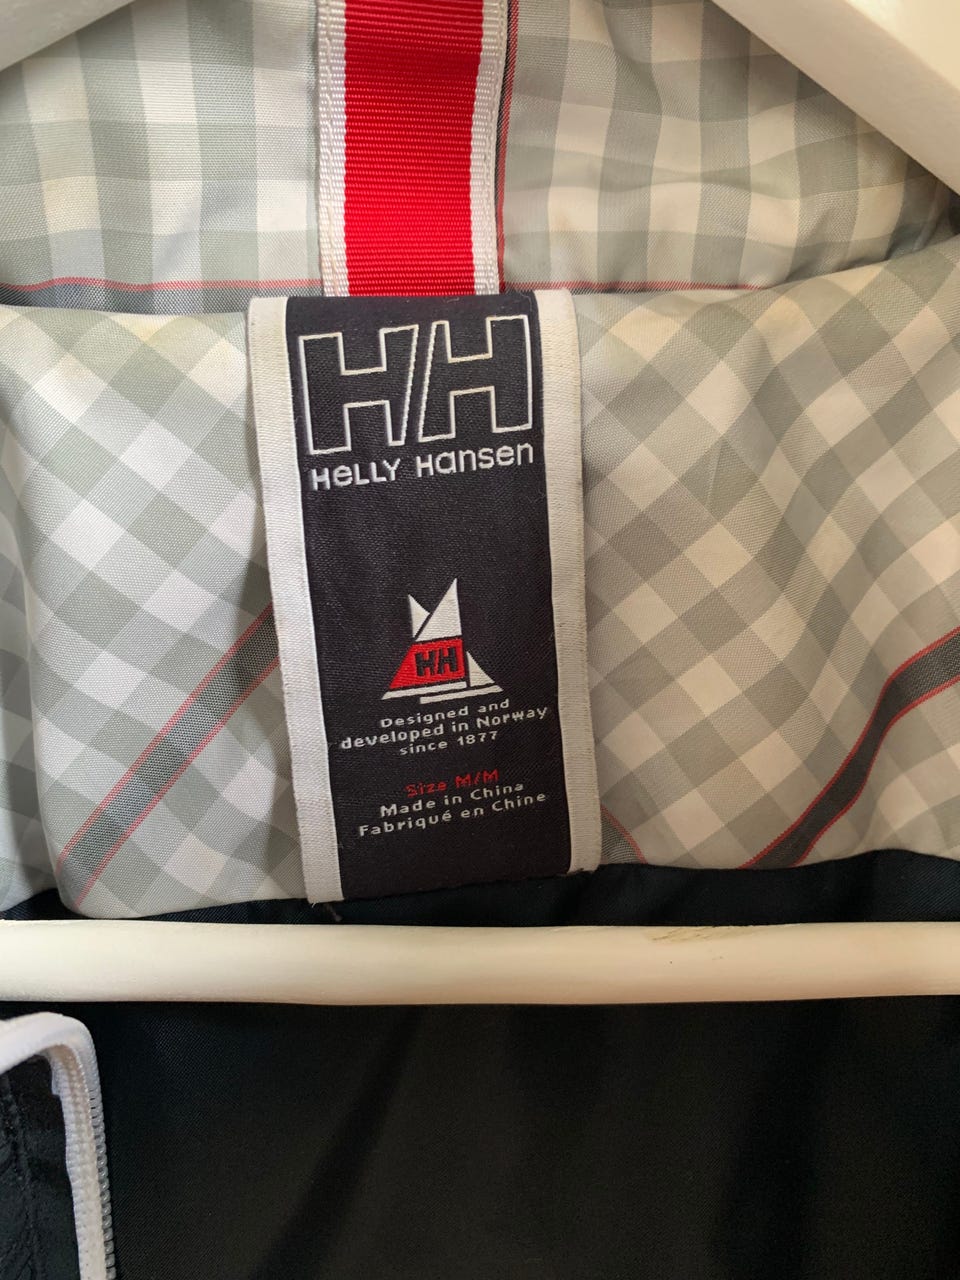 HH
HELLY HANSEN
HH
Designed and
developed in Norway
since 1877
Size M/M
Made in China
Fabriqué en Chine